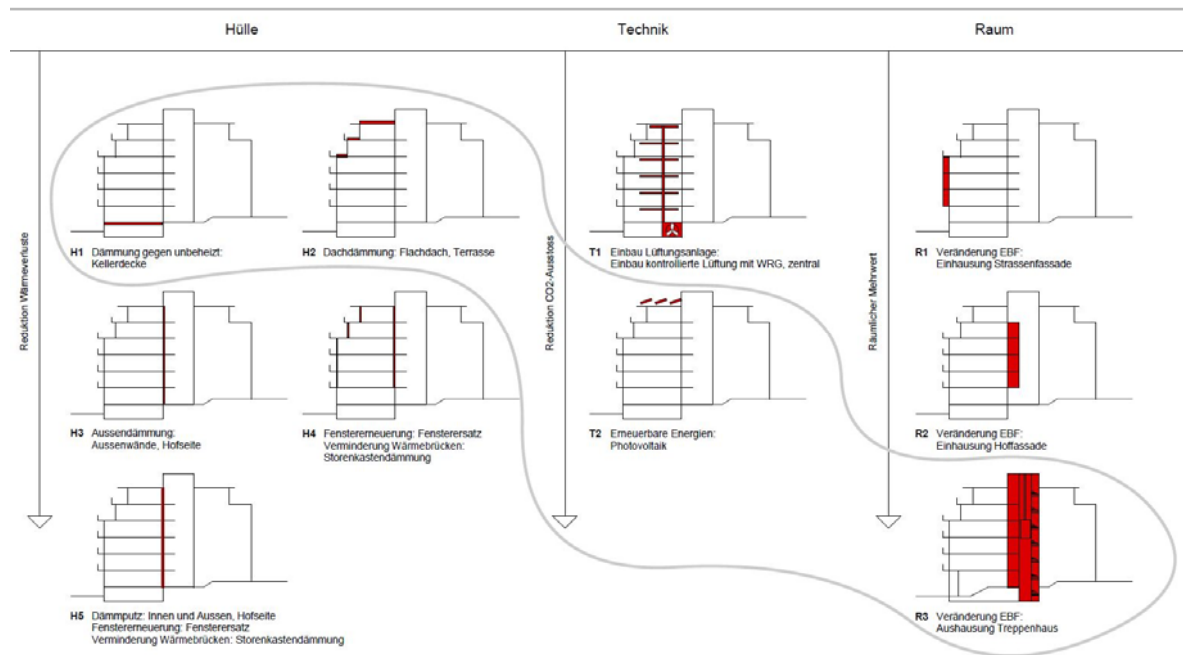 Hülle
Technik
Raum
Reduktion Wärmeverluste
H1 Dämmung gegen unbeheizt:
Kellerdecke
H2 Dachdämmung: Flachdach, Terrasse
H3 Aussendämmung:
Aussenwände, Hofseite
H4 Fenstererneuerung: Fensterersatz
Verminderung Wärmebrücken:
Storenkastendämmung
H5 Dämmputz: Innen und Aussen, Hofseite
Fenstererneuerung: Fensterersatz
Verminderung Wärmebrücken: Storenkastendämmung
Reduktion CO2-Ausstoss
T1 Einbau Lüftungsanlage:
Einbau kontrollierte Lüftung mit WRG, zentral
T2 Erneuerbare Energien:
Photovoltaik
Räumlicher Mehrwert
R1 Veränderung EBF:
Einhausung Strassenfassade
R2 Veränderung EBF:
Einhausung Hoffassade
R3 Veränderung EBF:
Aushausung Treppenhaus